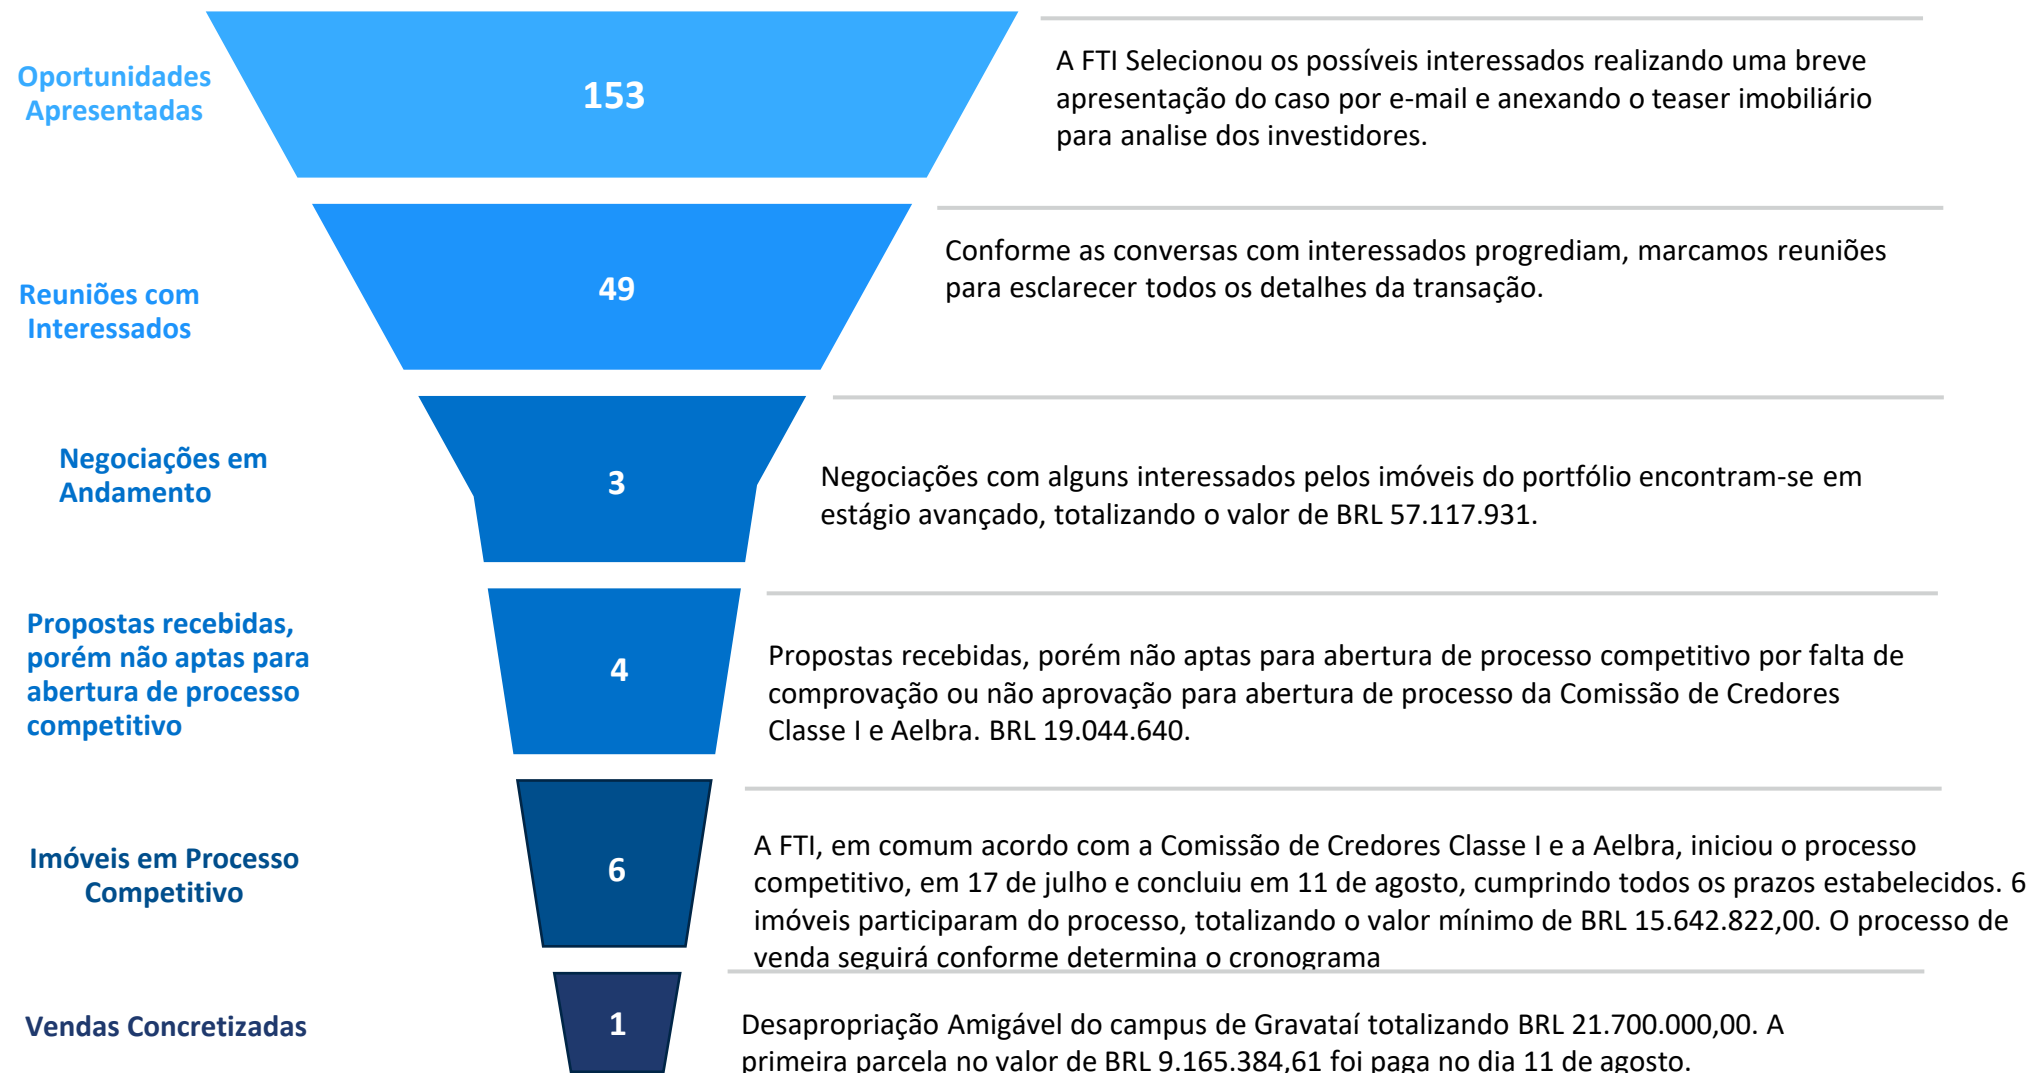 Oportunidades
Apresentadas
153
A FTI Selecionou os possíveis interessados realizando uma breve
apresentação do caso por e-mail e anexando o teaser imobiliário
para analise dos investidores.
Reuniões com
Interessados
49
Conforme as conversas com interessados progrediam, marcamos reuniões
para esclarecer todos os detalhes da transação.
Negociações em
Andamento
3
Negociações com alguns interessados pelos imóveis do portfólio encontram-se em
estágio avançado, totalizando o valor de BRL 57.117.931.
Propostas recebidas,
porém não aptas para
abertura de processo
competitivo
4
Propostas recebidas, porém não aptas para abertura de processo competitivo por falta de
comprovação ou não aprovação para abertura de processo da Comissão de Credores
Classe I e Aelbra. BRL 19.044.640.
Imóveis em Processo
Competitivo
6
A FTI, em comum acordo com a Comissão de Credores Classe I e a Aelbra, iniciou o processo
competitivo, em 17 de julho e concluiu em 11 de agosto, cumprindo todos os prazos estabelecidos. 6
imóveis participaram do processo, totalizando o valor mínimo de BRL 15.642.822,00. O processo de
venda seguirá conforme determina o cronograma
Vendas Concretizadas
1
Desapropriação Amigável do campus de Gravataí totalizando BRL 21.700.000,00. A
primeira parcela no valor de BRL 9.165.384,61 foi paga no dia 11 de agosto.